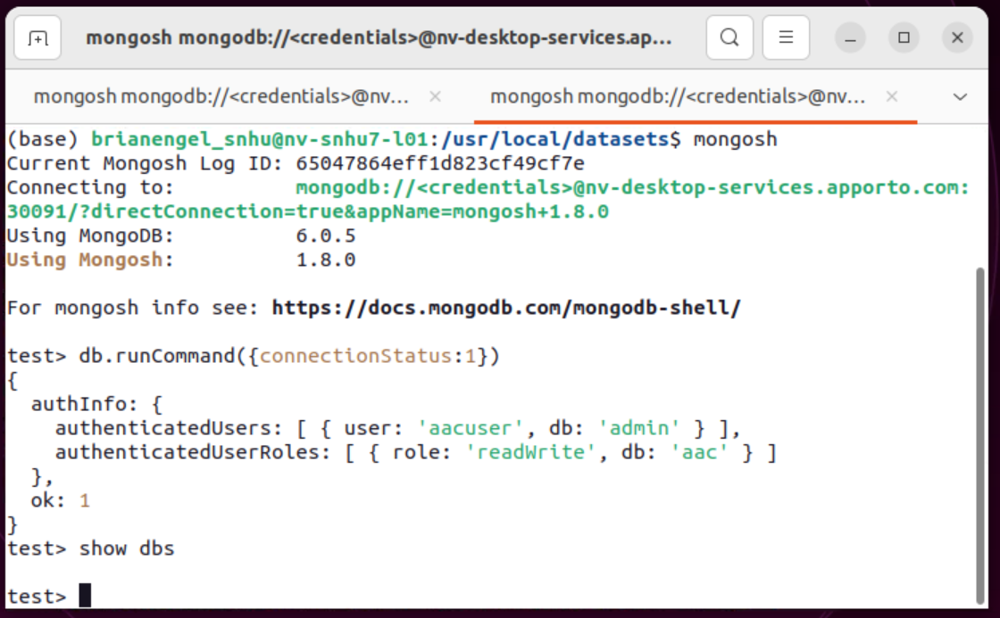 mongosh mongodb://<credentials>@nv-desktop-services.ap...
mongosh mongodb://<credentials>@nv...
mongosh mongodb://<credentials>@nv...
(base) brianengel_snhu@nv-snhu7-l01:/usr/local/datasets$ mongosh
Current Mongosh Log ID: 65047864eff1d823cf49cf7e
Connecting to:          mongodb://<credentials>@nv-desktop-services.apporto.com:
30091/?directConnection=true&appName=mongosh+1.8.0
Using MongoDB:          6.0.5
Using Mongosh:          1.8.0
For mongosh info see: https://docs.mongodb.com/mongodb-shell/
test> db.runCommand({connectionStatus:1})
{
  authInfo: {
    authenticatedUsers: [ { user: 'aacuser', db: 'admin' } ],
    authenticatedUserRoles: [ { role: 'readWrite', db: 'aac' } ]
  },
  ok: 1
}
test> show dbs
test>